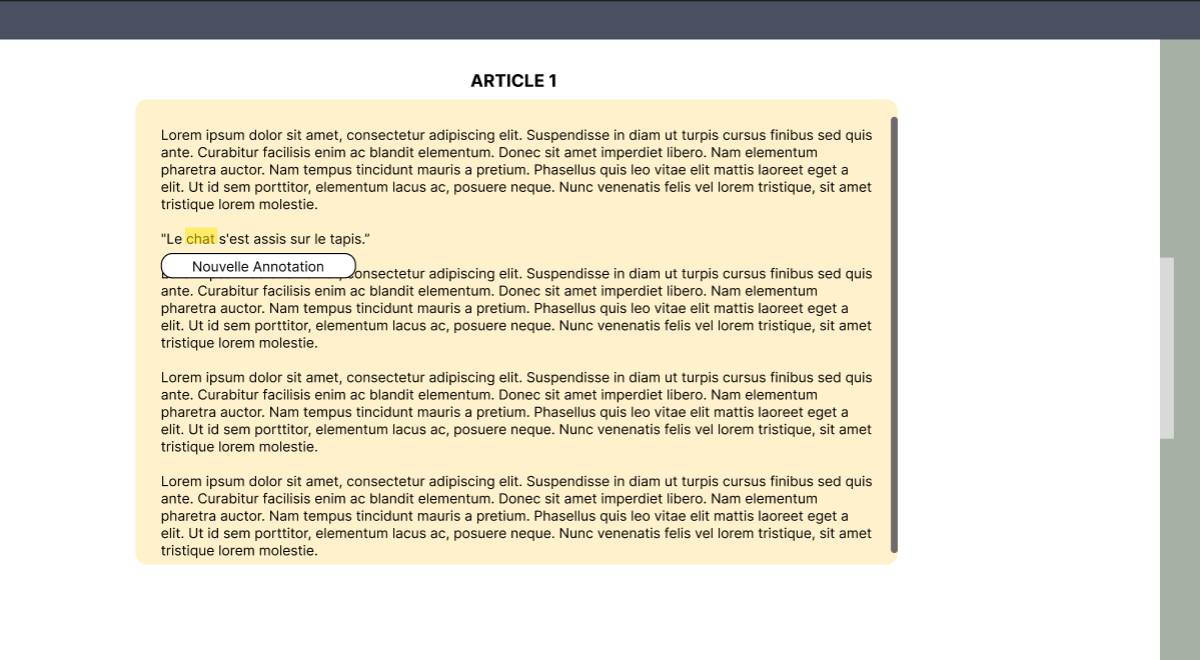 ARTICLE 1
Lorem ipsum dolor sit amet, consectetur adipiscing elit. Suspendisse in diam ut turpis cursus finibus sed quis
ante. Curabitur facilisis enim ac blandit elementum. Donec sit amet imperdiet libero. Nam elementum
pharetra auctor. Nam tempus tincidunt mauris a pretium. Phasellus quis leo vitae elit mattis laoreet eget a
elit. Ut id sem porttitor, elementum lacus ac, posuere neque. Nunc venenatis felis vel lorem tristique, sit amet
tristique lorem molestie.
"Le chat s'est assis sur le tapis.”
Nouvelle Annotation
consectetur adipiscing elit. Suspendisse in diam ut turpis cursus finibus sed quis
ante. Curabitur facilisis enim ac blandit elementum. Donec sit amet imperdiet libero. Nam elementum
pharetra auctor. Nam tempus tincidunt mauris a pretium. Phasellus quis leo vitae elit mattis laoreet eget a
elit. Ut id sem porttitor, elementum lacus ac, posuere neque. Nunc venenatis felis vel lorem tristique, sit amet
tristique lorem molestie.
Lorem ipsum dolor sit amet, consectetur adipiscing elit. Suspendisse in diam ut turpis cursus finibus sed quis
ante. Curabitur facilisis enim ac blandit elementum. Donec sit amet imperdiet libero. Nam elementum
pharetra auctor. Nam tempus tincidunt mauris a pretium. Phasellus quis leo vitae elit mattis laoreet eget a
elit. Ut id sem porttitor, elementum lacus ac, posuere neque. Nunc venenatis felis vel lorem tristique, sit amet
tristique lorem molestie.
Lorem ipsum dolor sit amet, consectetur adipiscing elit. Suspendisse in diam ut turpis cursus finibus sed quis
ante. Curabitur facilisis enim ac blandit elementum. Donec sit amet imperdiet libero. Nam elementum
pharetra auctor. Nam tempus tincidunt mauris a pretium. Phasellus quis leo vitae elit mattis laoreet eget a
elit. Ut id sem porttitor, elementum lacus ac, posuere neque. Nunc venenatis felis vel lorem tristique, sit amet
tristique lorem molestie.